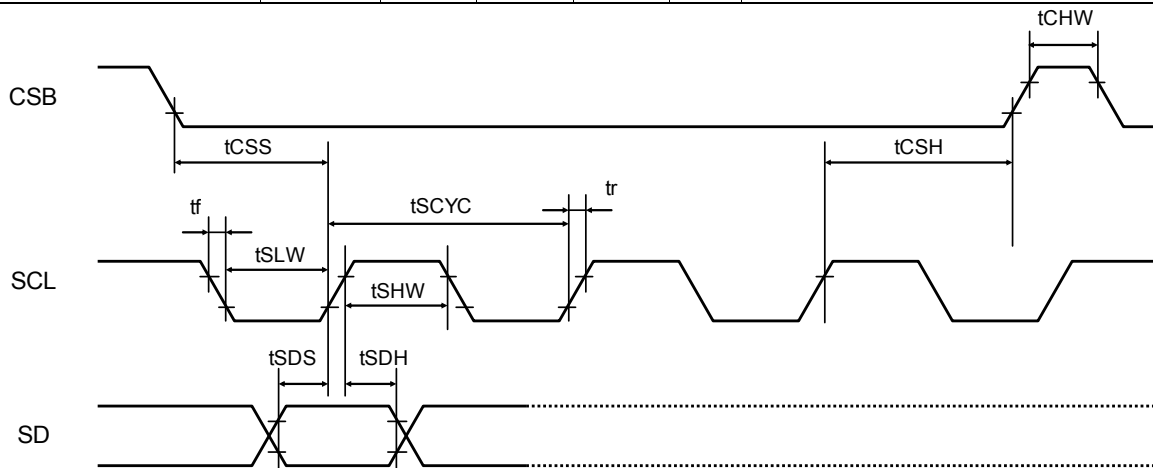 tCHW
CSB
tCSS
tCSH
tf
tSCYC
tr
tSLW
SCL
tSHW
tSDS
tSDH
SD